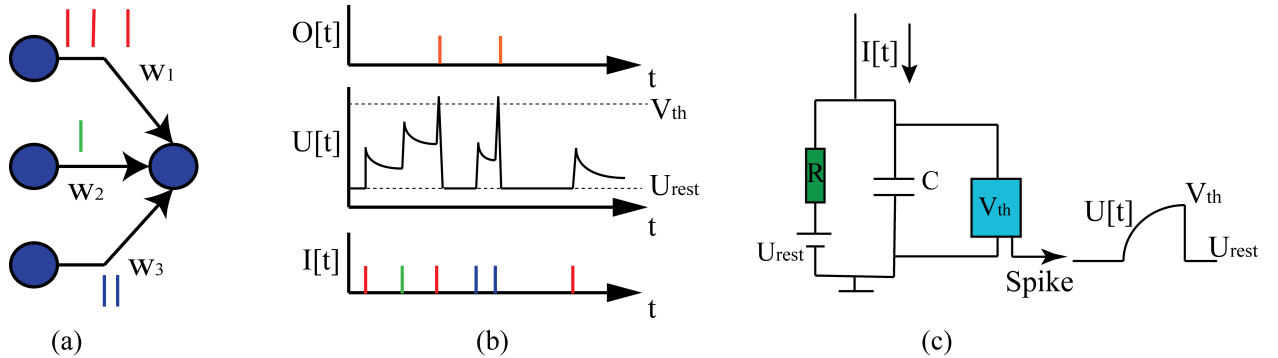 w1
w2
w3
(a)
O[t]
t
Vth
U[t]
Urest
t
I[t]
t
(b)
I[t]
R
C
Vth
Urest
Spike
U[t]
Vth
Urest
(c)